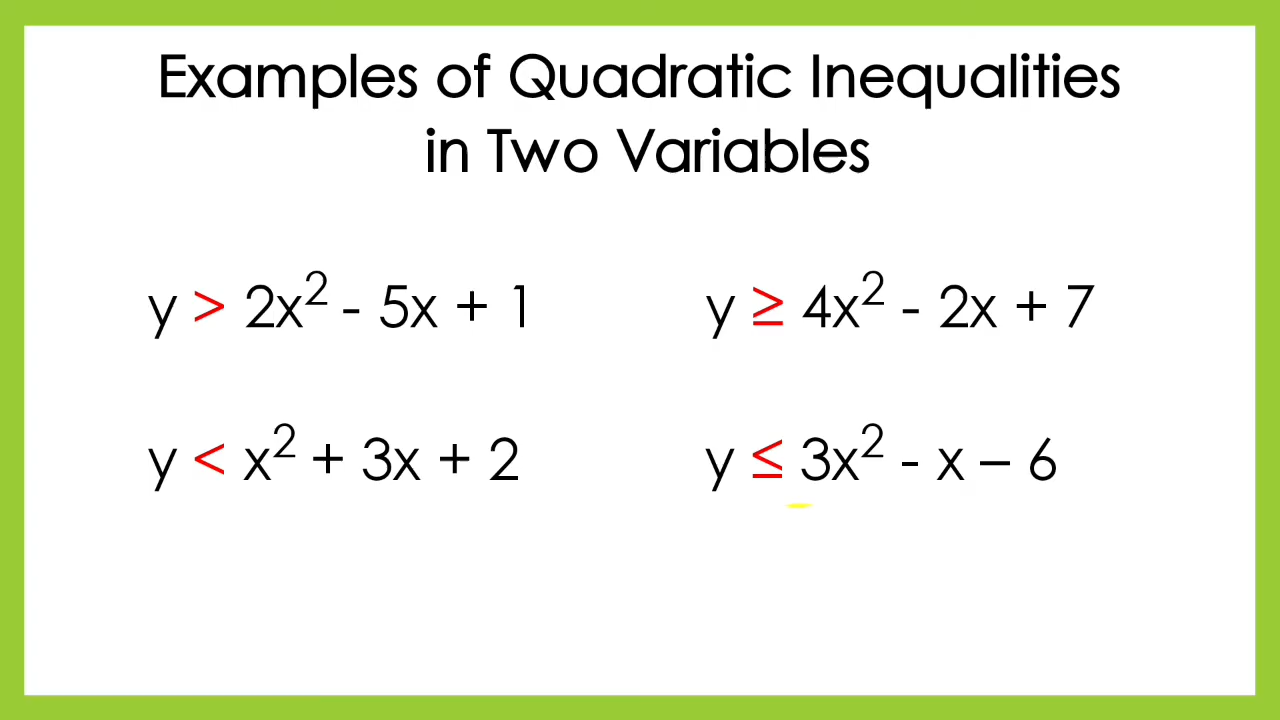 Examples of Quadratic Inequalities
in Two Variables
y > 2x² - 5x + 1
y ≥ 4x² - 2x + 7
y < x² + 3x + 2
y ≤ 3x² - x – 6